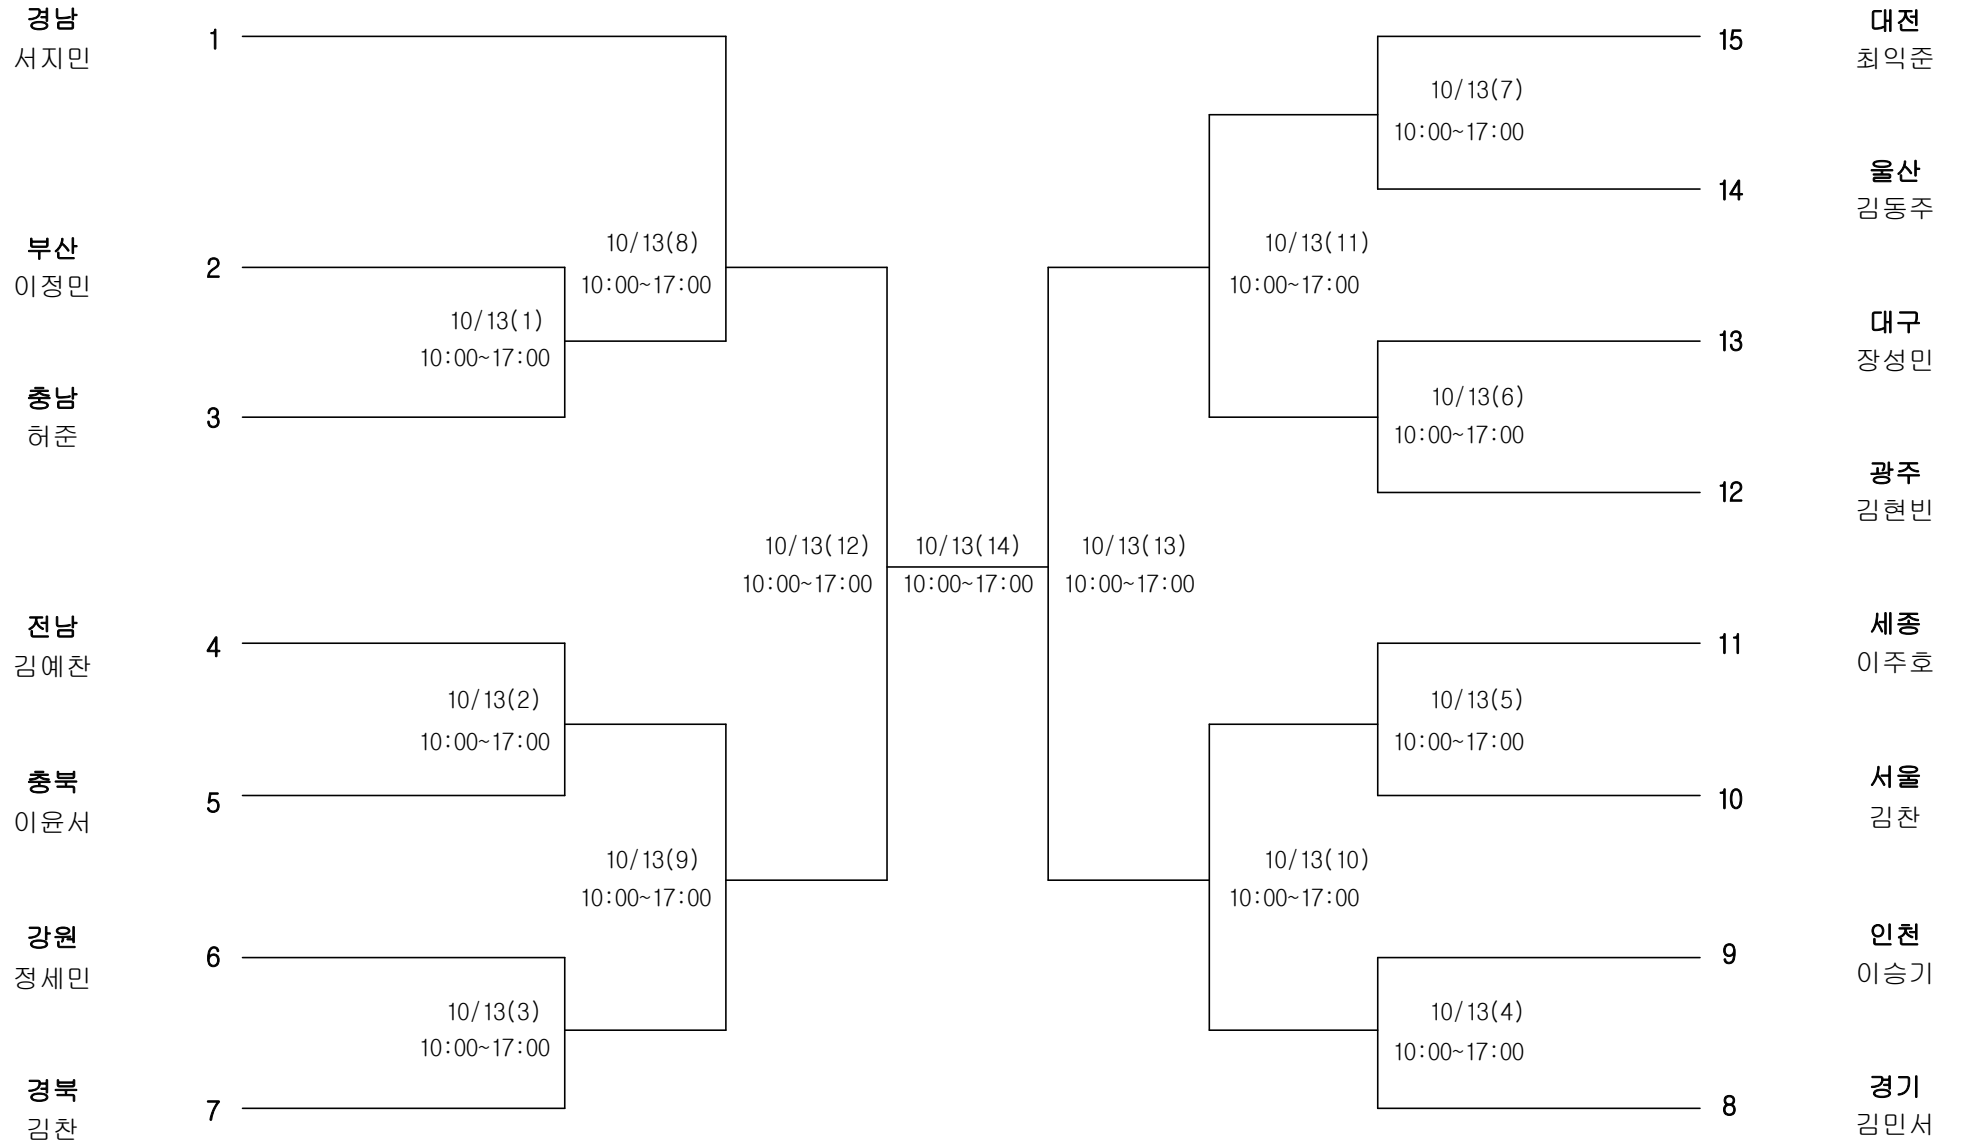 경남
서지민
1
부산
이정민
2
10/13(8)
10:00~17:00
10/13(1)
10:00~17:00
충남
허준
3
10/13(12)
10:00~17:00
전남
김예찬
4
10/13(2)
10:00~17:00
충북
이윤서
5
10/13(9)
10:00~17:00
강원
정세민
6
10/13(3)
10:00~17:00
경북
김찬
7
10/13(14)
10:00~17:00
15
대전
최익준
10/13(7)
10:00~17:00
14
울산
김동주
10/13(11)
10:00~17:00
13
대구
장성민
10/13(6)
10:00~17:00
12
광주
김현빈
10/13(13)
10:00~17:00
11
세종
이주호
10/13(5)
10:00~17:00
10
서울
김찬
10/13(10)
10:00~17:00
9
인천
이승기
10/13(4)
10:00~17:00
8
경기
김민서